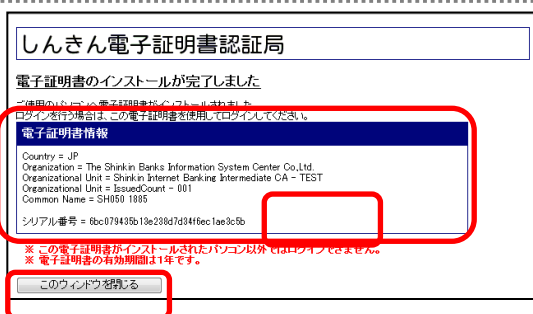 しんきん電子証明書認証局
電子証明書のインストールが完了しました
ご使用のパソコンへ電子証明書がインストールされました。
ログインを行う場合は、この電子証明書を使用してログインしてください。
電子証明書情報
Country = JP
Organization = The Shinkin Banks Information System Center Co,Ltd.
Organizational Unit = Shinkin Internet Banking Intermediate CA - TEST
Organizational Unit = IssuedCount - 001
Common Name = SH050 1885
シリアル番号 = 6bc079435b13e238d7d34f6ec1ae3c5b
※ この電子証明書がインストールされたパソコン以外ではログインできません。
※ 電子証明書の有効期間は1年です。
このウィンドウを閉じる